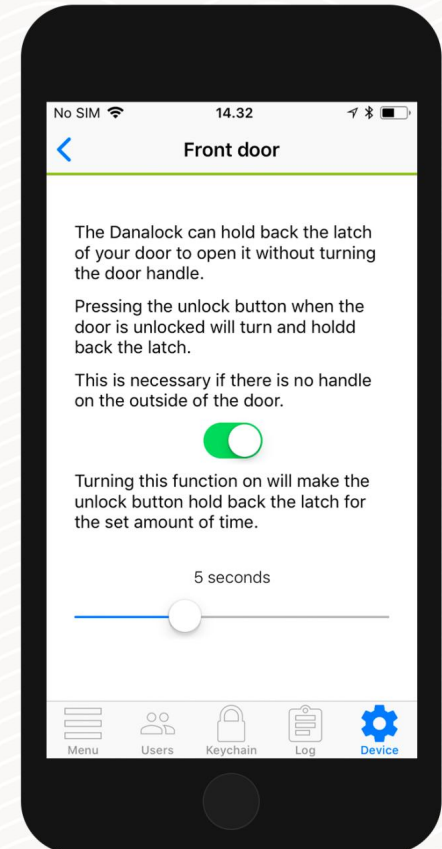 No SIM 14.32
Front door
The Danalock can hold back the latch
of your door to open it without turning
the door handle.
Pressing the unlock button when the
door is unlocked will turn and holdd
back the latch.
This is necessary if there is no handle
on the outside of the door.
Turning this function on will make the
unlock button hold back the latch for
the set amount of time.
5 seconds
Menu Users Keychain Log Device